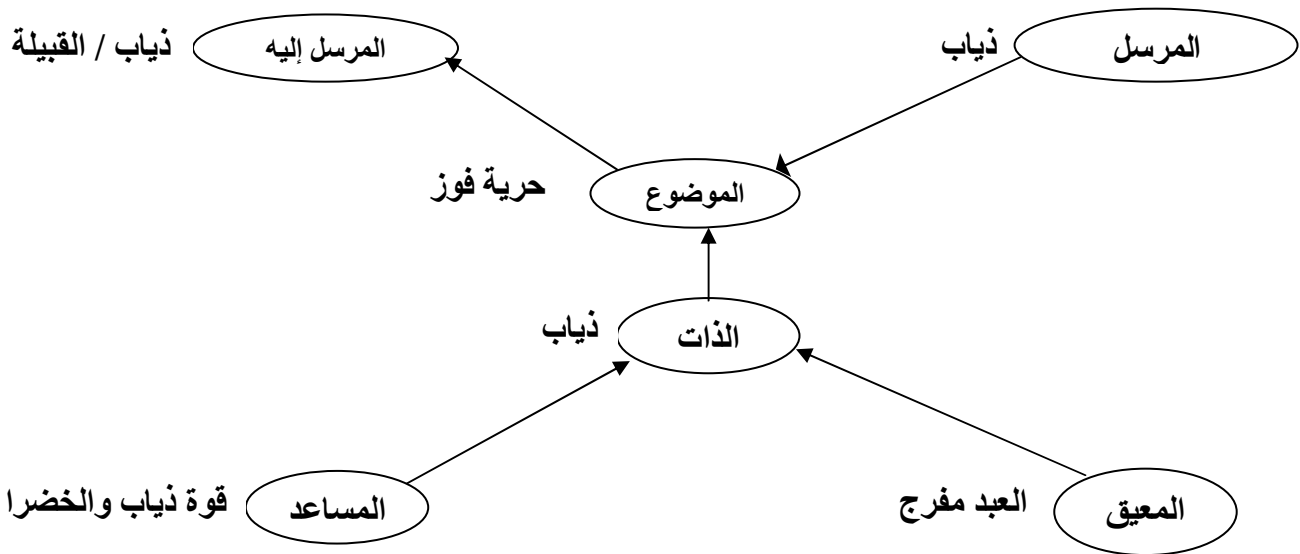 المرسل
ذياب
المرسل إليه
ذياب / القبيلة
الموضوع
حرية فوز
الذات
ذياب
المعيق
العبد مفرج
المساعد
قوة ذياب والخضرا